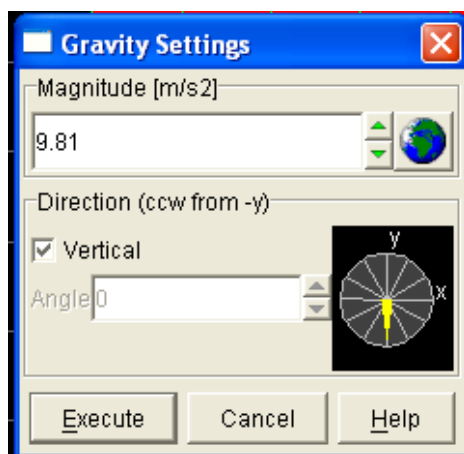 Gravity Settings
Magnitude [m/s2]
9.81
Direction (ccw from -y)
Vertical
Angle 0
y
x
Execute Cancel Help